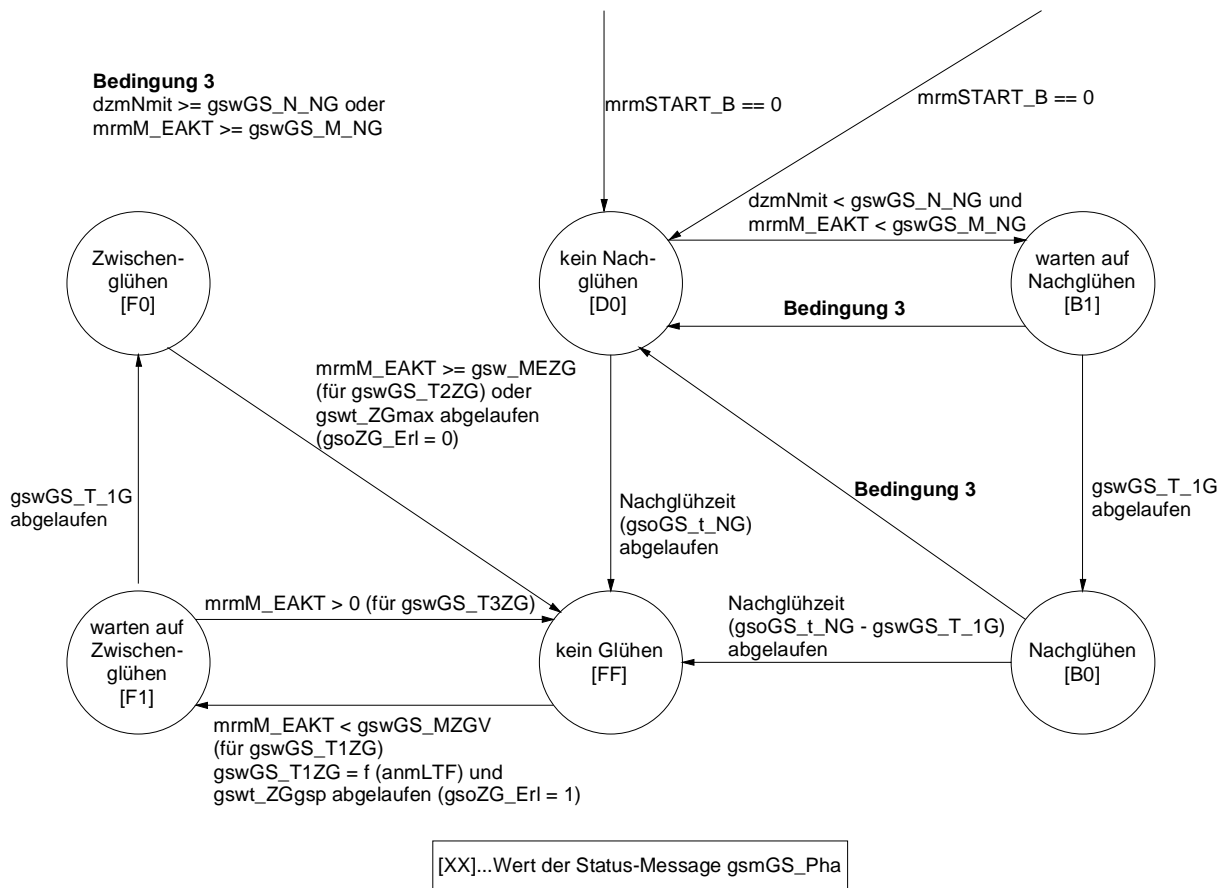 Bedingung 3
dzmNmit >= gswGS_N_NG oder
mrmM_EAKT >= gswGS_M_NG
mrmSTART_B == 0
mrmSTART_B == 0
dzmNmit < gswGS_N_NG und
mrmM_EAKT < gswGS_M_NG
Zwischen-
glühen
[F0]
kein Nach-
glühen
[D0]
warten auf
Nachglühen
[B1]
Bedingung 3
mrmM_EAKT >= gsw_MEZG
(für gswGS_T2ZG) oder
gswt_ZGmax abgelaufen
(gsoZG_Erl = 0)
gswGS_T_1G
abgelaufen
Nachglühzeit
(gsoGS_t_NG)
abgelaufen
Bedingung 3
gswGS_T_1G
abgelaufen
mrmM_EAKT > 0 (für gswGS_T3ZG)
Nachglühzeit
(gsoGS_t_NG - gswGS_T_1G)
abgelaufen
warten auf
Zwischen-
glühen
[F1]
kein Glühen
[FF]
Nachglühen
[B0]
mrmM_EAKT < gswGS_MZGV
(für gswGS_T1ZG)
gswGS_T1ZG = f (anmLTF) und
gswt_ZGgsp abgelaufen (gsoZG_Erl = 1)
[XX]...Wert der Status-Message gsmGS_Pha